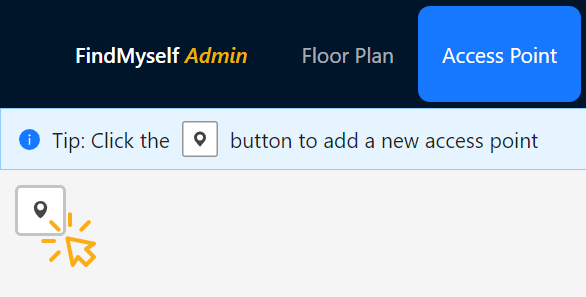 FindMyself Admin Floor Plan Access Point
Tip: Click the button to add a new access point